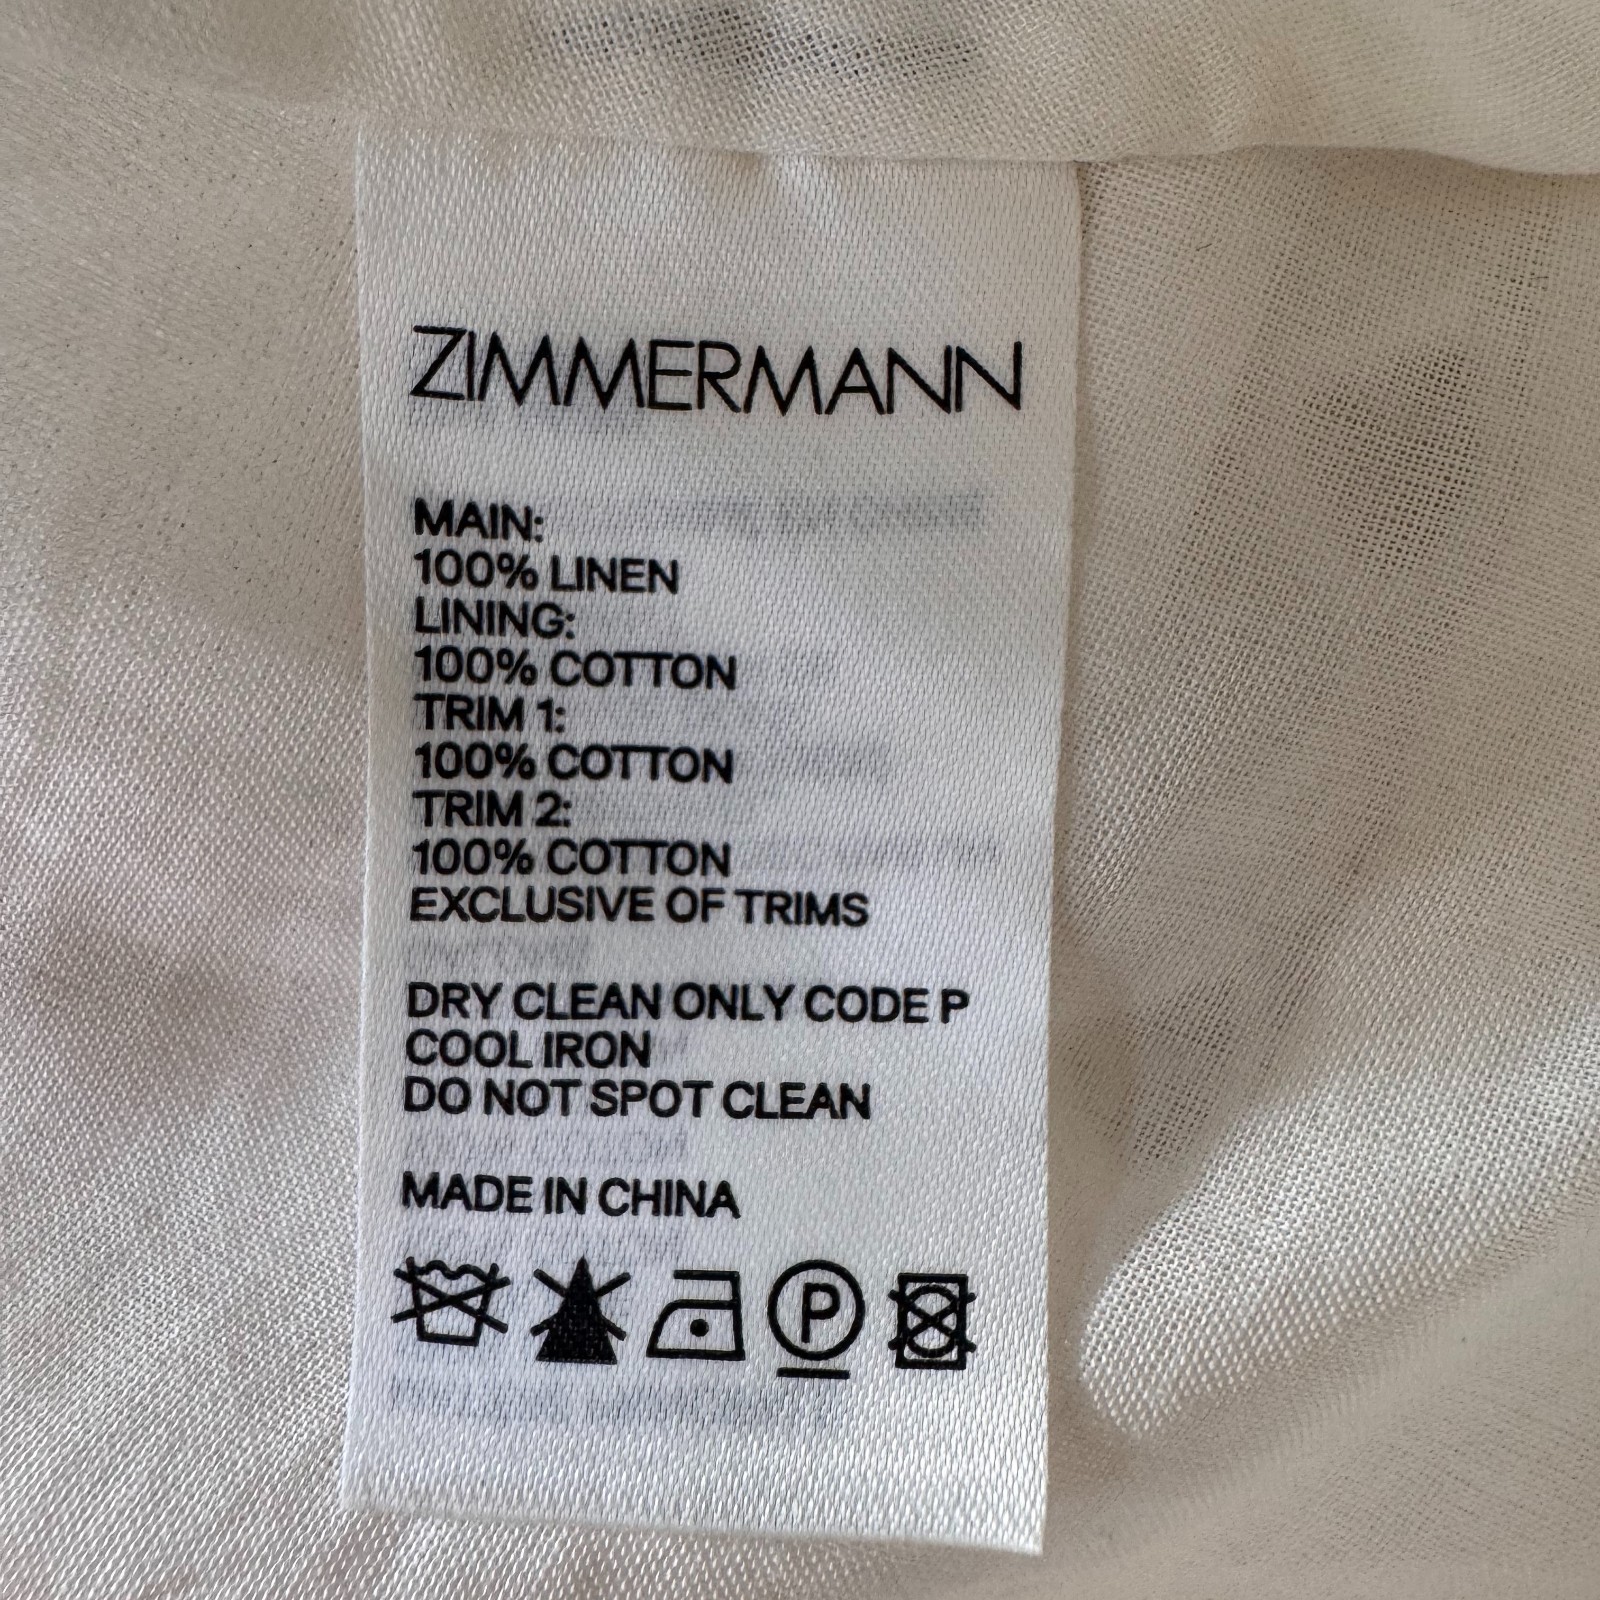 ZIMMERMANN
MAIN:
100% LINEN
LINING:
100% COTTON
TRIM 1:
100% COTTON
TRIM 2:
100% COTTON
EXCLUSIVE OF TRIMS
DRY CLEAN ONLY CODE P
COOL IRON
DO NOT SPOT CLEAN
MADE IN CHINA
P